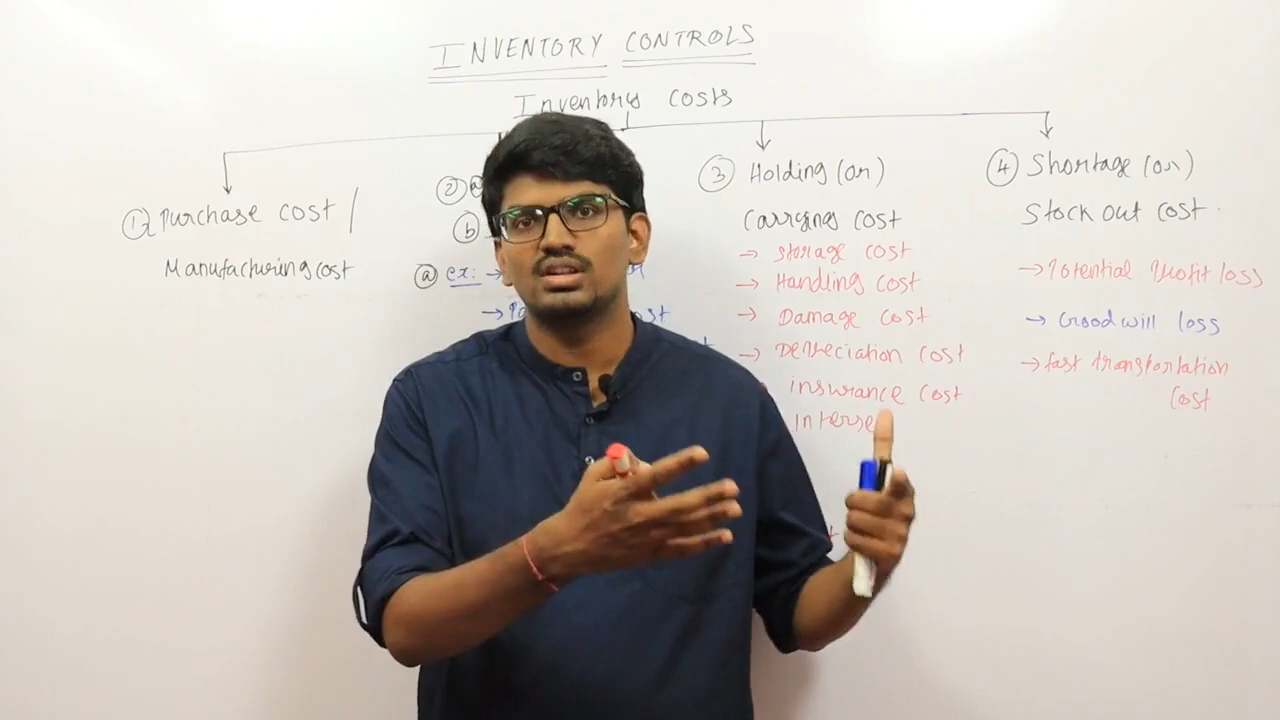 INVENTORY CONTROLS
Inventory costs
① Purchase cost /
Manufacturing cost
② ⓐ
ⓑ
ⓐ ex: →
→
③ Holding (or)
Carrying cost
→ Storage cost
→ Handling cost
→ Damage cost
→ Depreciation cost
insurance cost
④ Shortage (or)
Stock out cost.
→ Potential Profit loss
→ Goodwill loss
→ fast transportation
cost